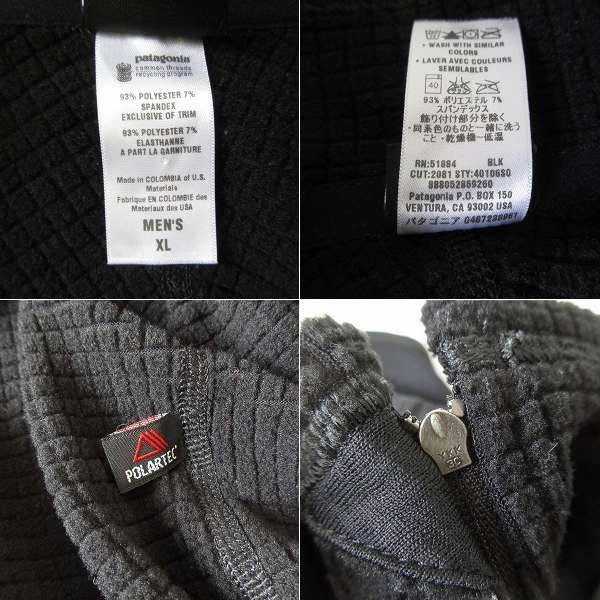 patagonia
common threads
recycling program
93% POLYESTER 7%
SPANDEX
EXCLUSIVE OF TRIM
93% POLYESTER 7%
ELASTHANNE
A PART LA GARNITURE
Made in COLOMBIA of U.S.
Materials
Fabriqué EN COLOMBIE des
Materiaux des USA
MEN'S
XL
• WASH WITH SIMILAR
COLORS
• LAVER AVEC COULEURS
SEMBLABLES
40
93% ポリエステル 7%
スパンデックス
飾り付け部分を除く
・同系色のものと一緒に洗う
こと・乾燥機-低温
RN:51884 BLK
CUT:2081 STY:40106S0
Patagonia P.O. BOX 150
VENTURA, CA 93002 USA
パタゴニア
POLARTEC
YKK